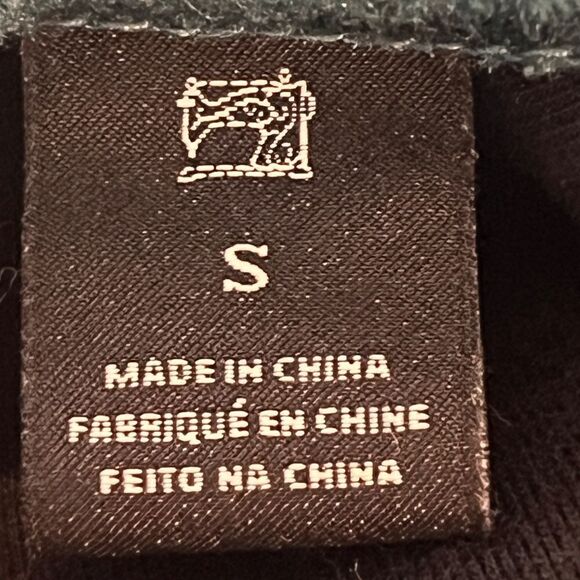 S
MADE IN CHINA
FABRIQUÉ EN CHINE
FEITO NA CHINA